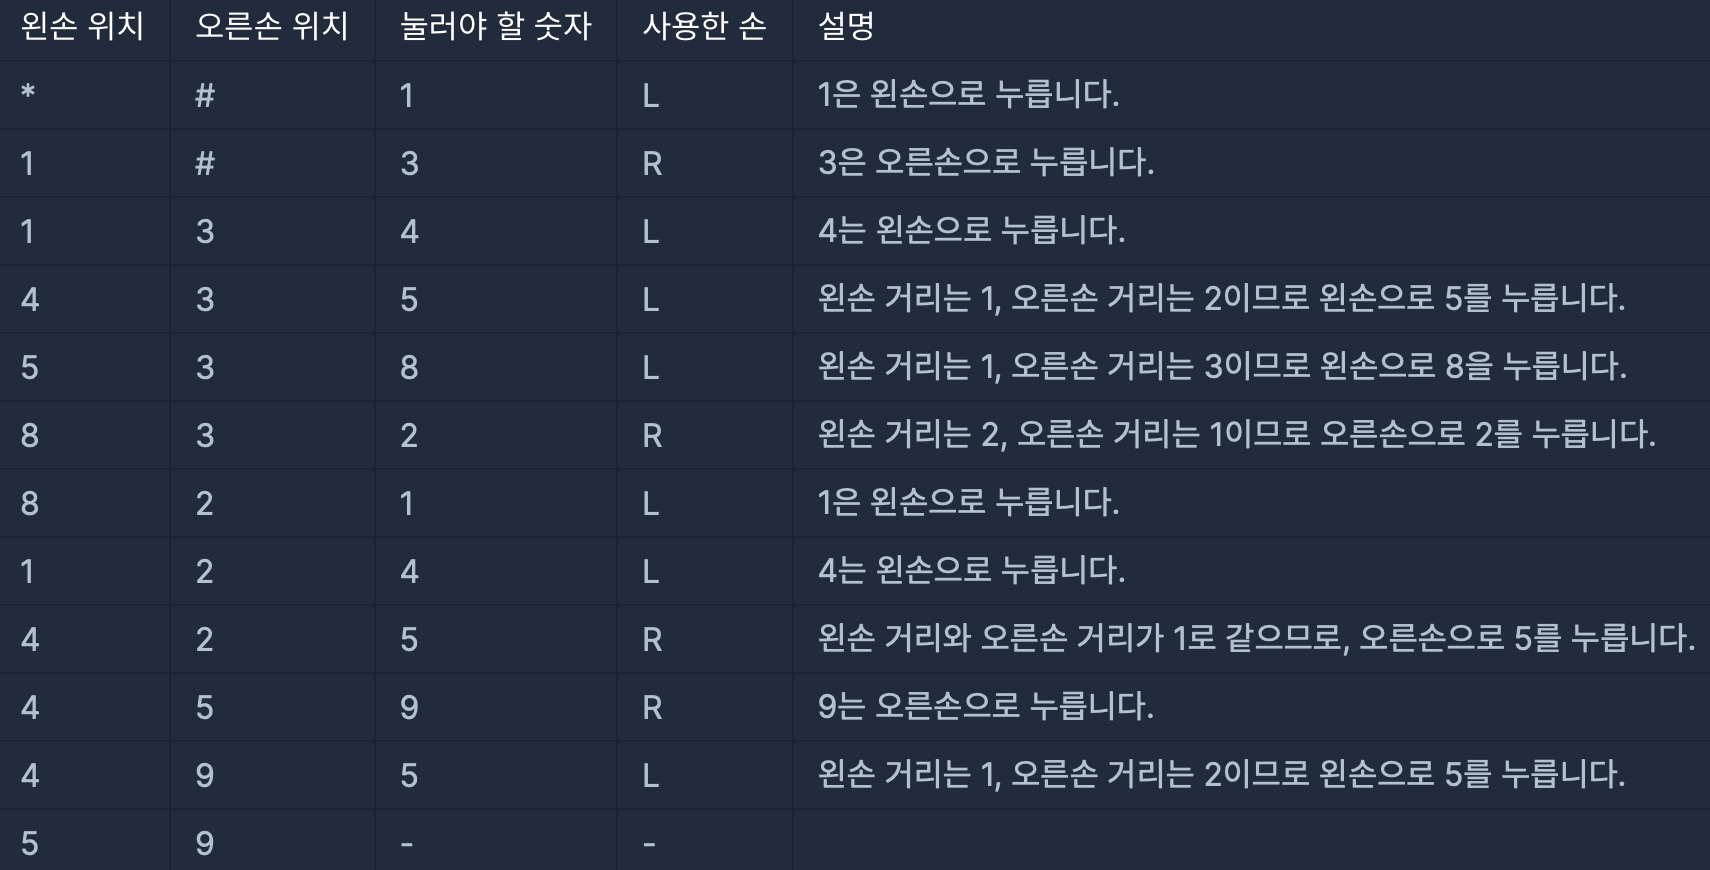 왼손 위치 오른손 위치 눌러야 할 숫자 사용한 손 설명
* # 1 L 1은 왼손으로 누릅니다.
1 # 3 R 3은 오른손으로 누릅니다.
1 3 4 L 4는 왼손으로 누릅니다.
4 3 5 L 왼손 거리는 1, 오른손 거리는 2이므로 왼손으로 5를 누릅니다.
5 3 8 L 왼손 거리는 1, 오른손 거리는 3이므로 왼손으로 8을 누릅니다.
8 3 2 R 왼손 거리는 2, 오른손 거리는 1이므로 오른손으로 2를 누릅니다.
8 2 1 L 1은 왼손으로 누릅니다.
1 2 4 L 4는 왼손으로 누릅니다.
4 2 5 R 왼손 거리와 오른손 거리가 1로 같으므로, 오른손으로 5를 누릅니다.
4 5 9 R 9는 오른손으로 누릅니다.
4 9 5 L 왼손 거리는 1, 오른손 거리는 2이므로 왼손으로 5를 누릅니다.
5 9 - -